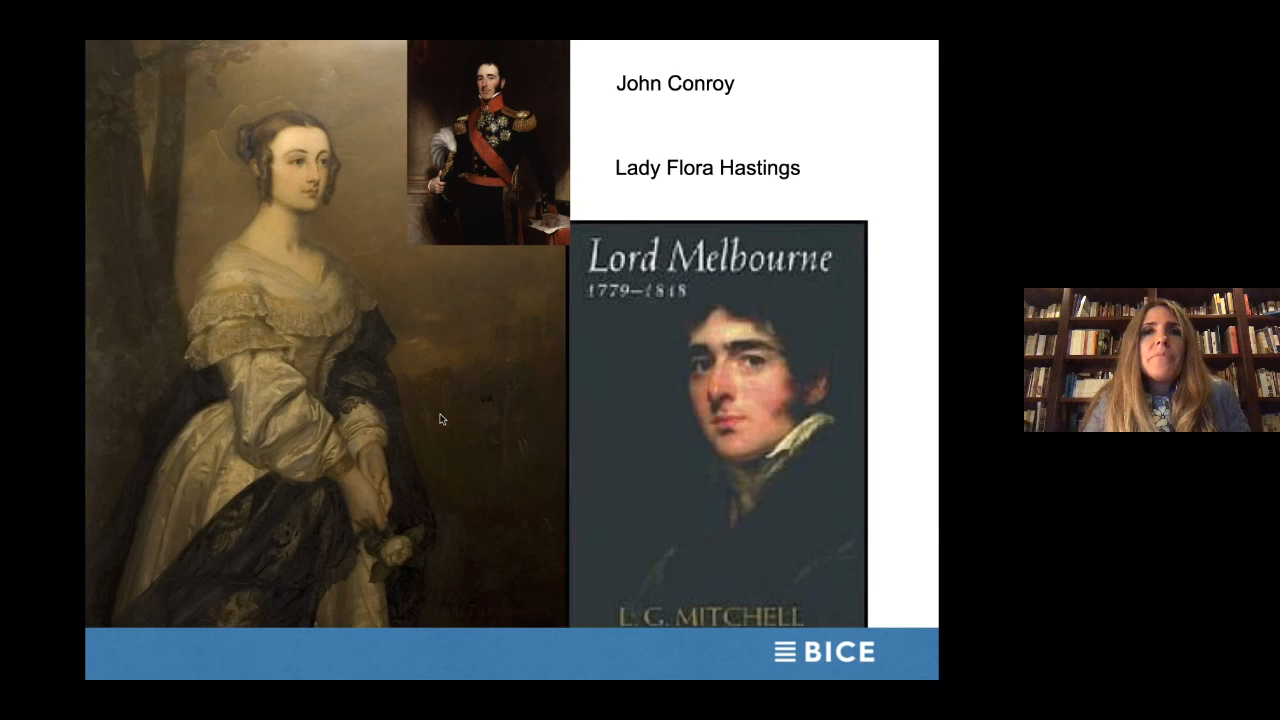 John Conroy
Lady Flora Hastings
Lord Melbourne
1779–1848
L. G. MITCHELL
BICE